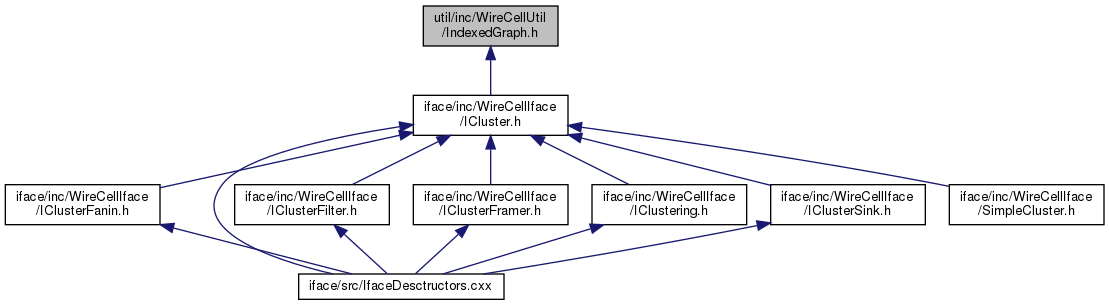 util/inc/WireCellUtil
/IndexedGraph.h
iface/inc/WireCellIface
/ICluster.h
iface/inc/WireCellIface
/IClusterFanin.h
iface/inc/WireCellIface
/IClusterFilter.h
iface/inc/WireCellIface
/IClusterFramer.h
iface/inc/WireCellIface
/IClustering.h
iface/inc/WireCellIface
/IClusterSink.h
iface/inc/WireCellIface
/SimpleCluster.h
iface/src/IfaceDesctructors.cxx